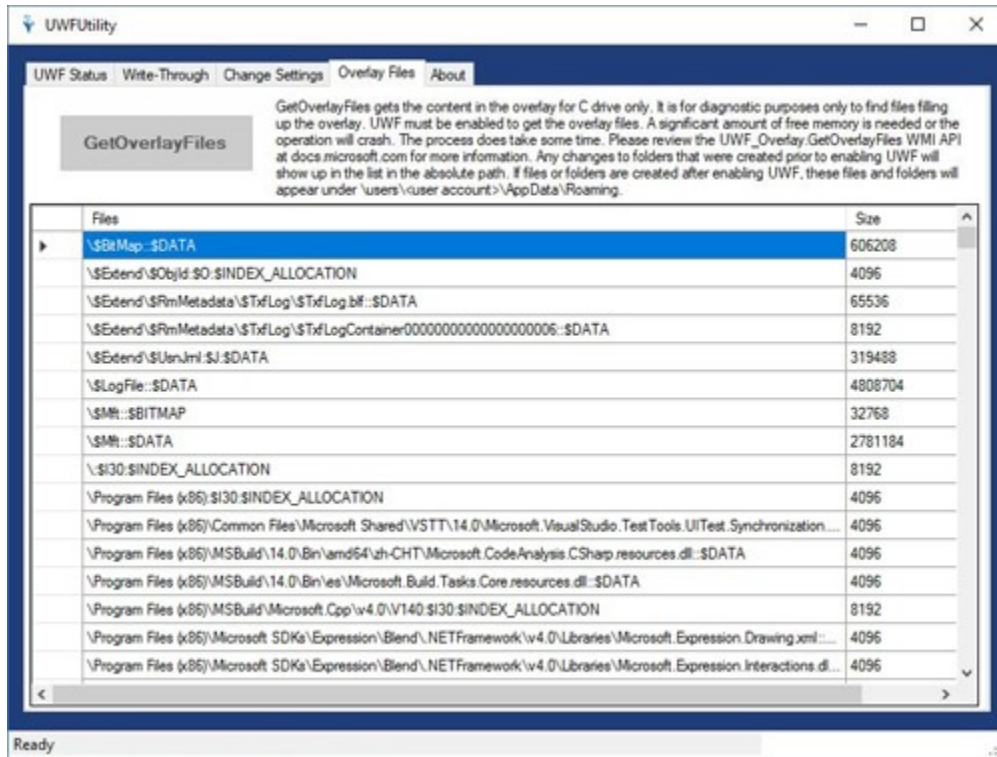 UWFUtility
UWF Status Write-Through Change Settings Overlay Files About
GetOverlayFiles
GetOverlayFiles gets the content in the overlay for C drive only. It is for diagnostic purposes only to find files filling
up the overlay. UWF must be enabled to get the overlay files. A significant amount of free memory is needed or the
operation will crash. The process does take some time. Please review the UWF_Overlay.GetOverlayFiles WMI API
at docs.microsoft.com for more information. Any changes to folders that were created prior to enabling UWF will
show up in the list in the absolute path. If files or folders are created after enabling UWF, these files and folders will
appear under \users\<user account>\AppData\Roaming.
Files Size
\$BitMap::$DATA 606208
\$Extend\$ObjId:$O:$INDEX_ALLOCATION 4096
\$Extend\$RmMetadata\$TxfLog\$TxfLog.blf::$DATA 65536
\$Extend\$RmMetadata\$TxfLog\$TxfLogContainer00000000000000000006::$DATA 8192
\$Extend\$UsnJrnl:$J:$DATA 319488
\$LogFile::$DATA 4808704
\$Mft::$BITMAP 32768
\$Mft::$DATA 2781184
\:$I30:$INDEX_ALLOCATION 8192
\Program Files (x86):$I30:$INDEX_ALLOCATION 4096
\Program Files (x86)\Common Files\Microsoft Shared\VSTT\14.0\Microsoft.VisualStudio.TestTools.UITest.Synchronization.... 4096
\Program Files (x86)\MSBuild\14.0\Bin\amd64\zh-CHT\Microsoft.CodeAnalysis.CSharp.resources.dll::$DATA 4096
\Program Files (x86)\MSBuild\14.0\Bin\es\Microsoft.Build.Tasks.Core.resources.dll::$DATA 4096
\Program Files (x86)\MSBuild\Microsoft.Cpp\v4.0\V140:$I30:$INDEX_ALLOCATION 8192
\Program Files (x86)\Microsoft SDKs\Expression\Blend\.NETFramework\v4.0\Libraries\Microsoft.Expression.Drawing.xml::... 4096
\Program Files (x86)\Microsoft SDKs\Expression\Blend\.NETFramework\v4.0\Libraries\Microsoft.Expression.Interactions.dl... 4096
Ready